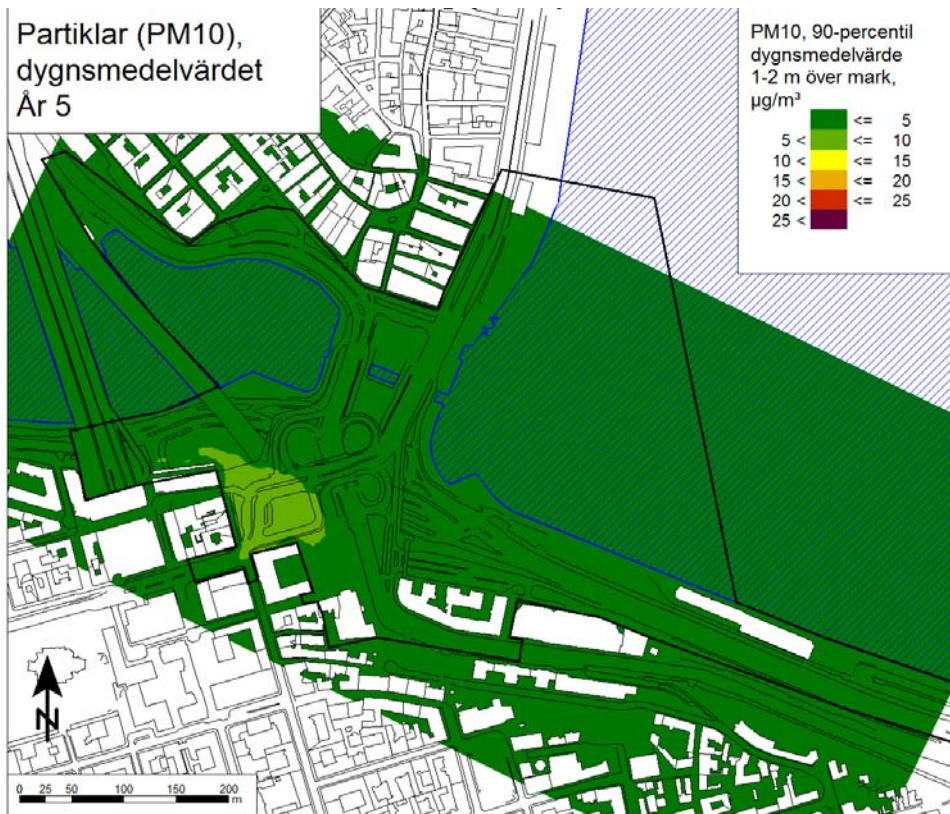 Partiklar (PM10),
dygnsmedelvärdet
År 5
PM10, 90-percentil
dygnsmedelvärde
1-2 m över mark,
µg/m³
<= 5
5 < <= 10
10 < <= 15
15 < <= 20
20 < <= 25
25 <
N
0 25 50 100 150 200
m